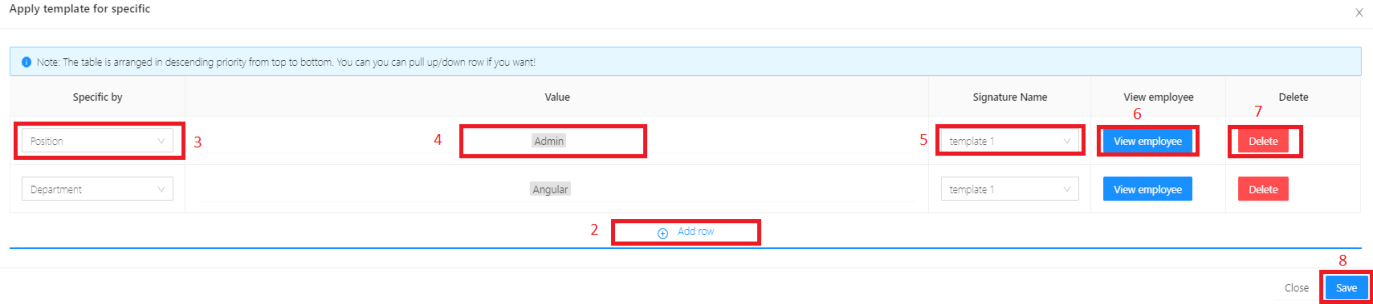 Apply template for specific
X
Note: The table is arranged in descending priority from top to bottom. You can you can pull up/down row if you want!
Specific by Value Signature Name View employee Delete
6 7
Position 3 4 Admin 5 template 1 View employee Delete
Department Angular template 1 View employee Delete
2 Add row
8
Close Save